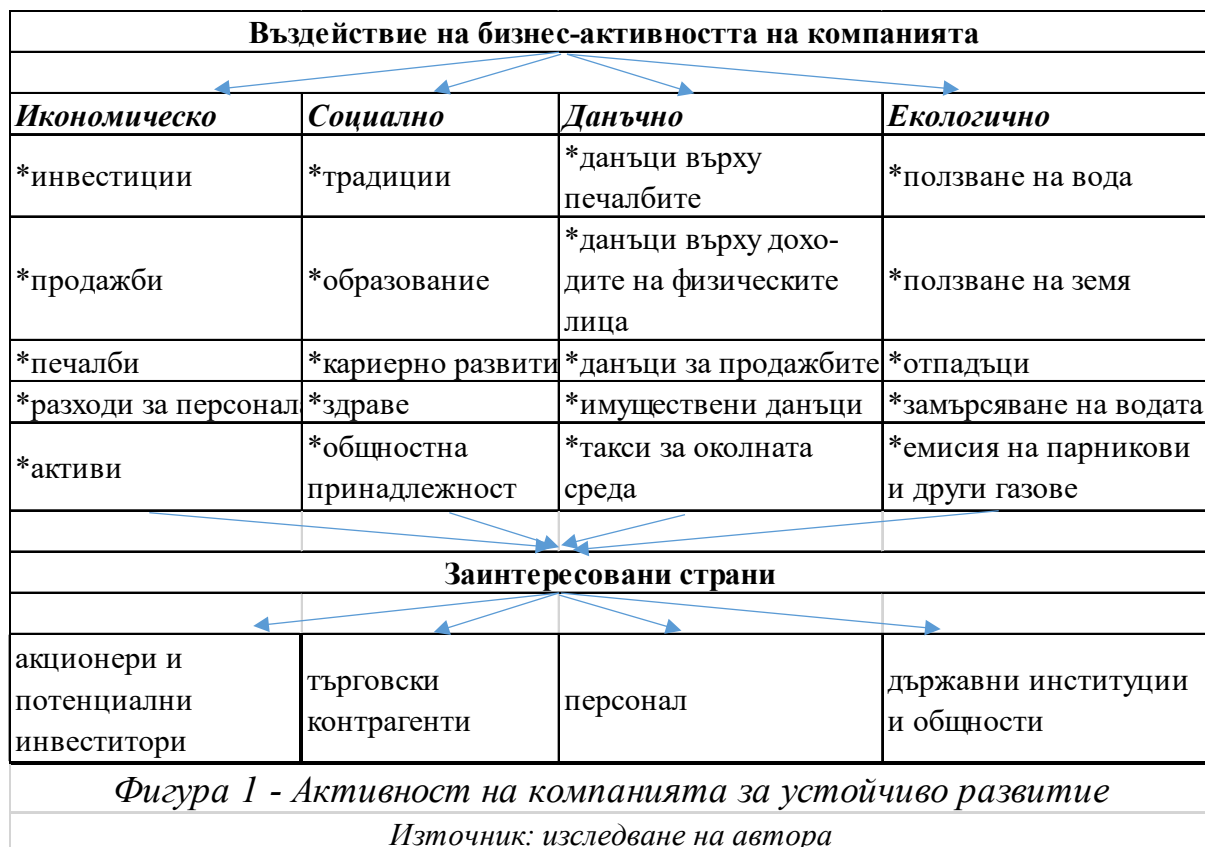 Въздействие на бизнес-активността на компанията
Икономическо Социално Данъчно Екологично
*инвестиции *традиции *данъци върху
печалбите *ползване на вода
*продажби *образование *данъци върху дохо-
дите на физическите
лица *ползване на земя
*печалби *кариерно развити *данъци за продажбите *отпадъци
*разходи за персонал *здраве *имуществени данъци *замърсяване на водата
*активи *общностна
принадлежност *такси за околната
среда *емисия на парникови
и други газове
Заинтересовани страни
акционери и
потенциални
инвеститори търговски
контрагенти персонал държавни институции
и общности
Фигура 1 - Активност на компанията за устойчиво развитие
Източник: изследване на автора